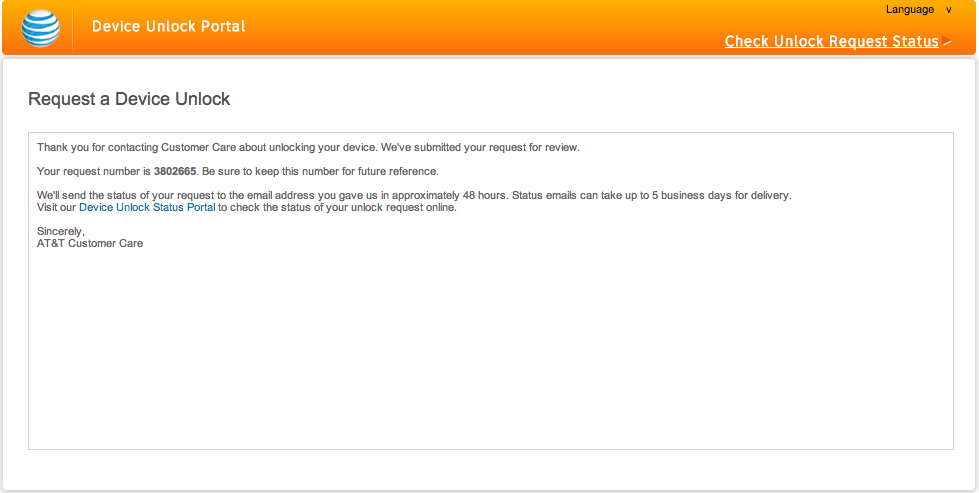 Language v
Device Unlock Portal
Check Unlock Request Status >
Request a Device Unlock
Thank you for contacting Customer Care about unlocking your device. We've submitted your request for review.
Your request number is 3802665. Be sure to keep this number for future reference.
We'll send the status of your request to the email address you gave us in approximately 48 hours. Status emails can take up to 5 business days for delivery.
Visit our Device Unlock Status Portal to check the status of your unlock request online.
Sincerely,
AT&T Customer Care